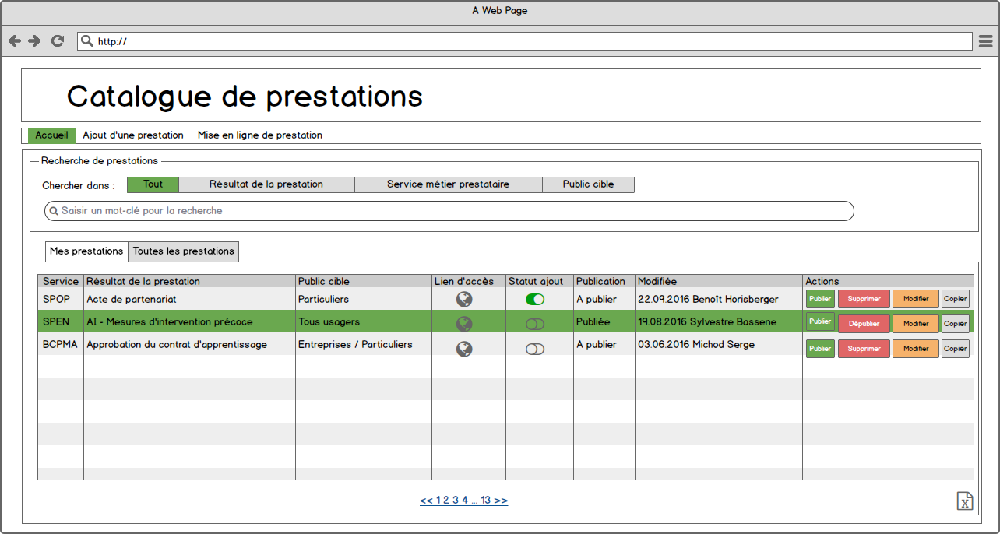 A Web Page
http://
Catalogue de prestations
Accueil Ajout d'une prestation Mise en ligne de prestation
Recherche de prestations
Chercher dans : Tout Résultat de la prestation Service métier prestataire Public cible
Saisir un mot-clé pour la recherche
Mes prestations Toutes les prestations
Service Résultat de la prestation Public cible Lien d'accès Statut ajout Publication Modifiée Actions
SPOP Acte de partenariat Particuliers A publier 22.09.2016 Benoît Horisberger Publier Supprimer Modifier Copier
SPEN AI - Mesures d'intervention précoce Tous usagers Publiée 19.08.2016 Sylvestre Bassene Publier Dépublier Modifier Copier
BCPMA Approbation du contrat d'apprentissage Entreprises / Particuliers A publier 03.06.2016 Michod Serge Publier Supprimer Modifier Copier
<< 1 2 3 4 ... 13 >>
X